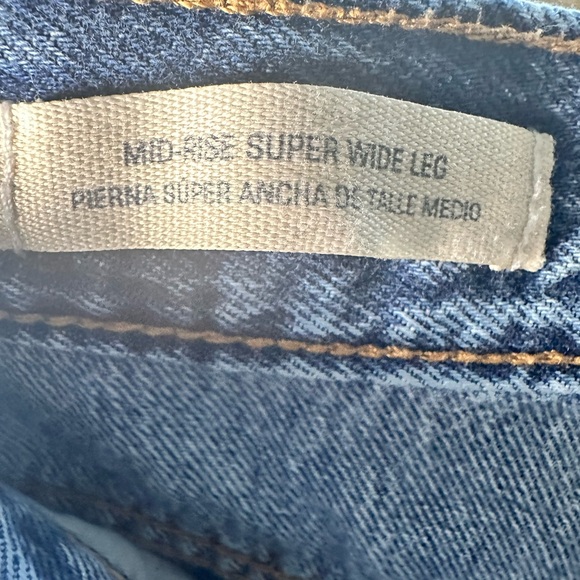 MID-RISE SUPER WIDE LEG
PIERNA SÚPER ANCHA DE TALLE MEDIO